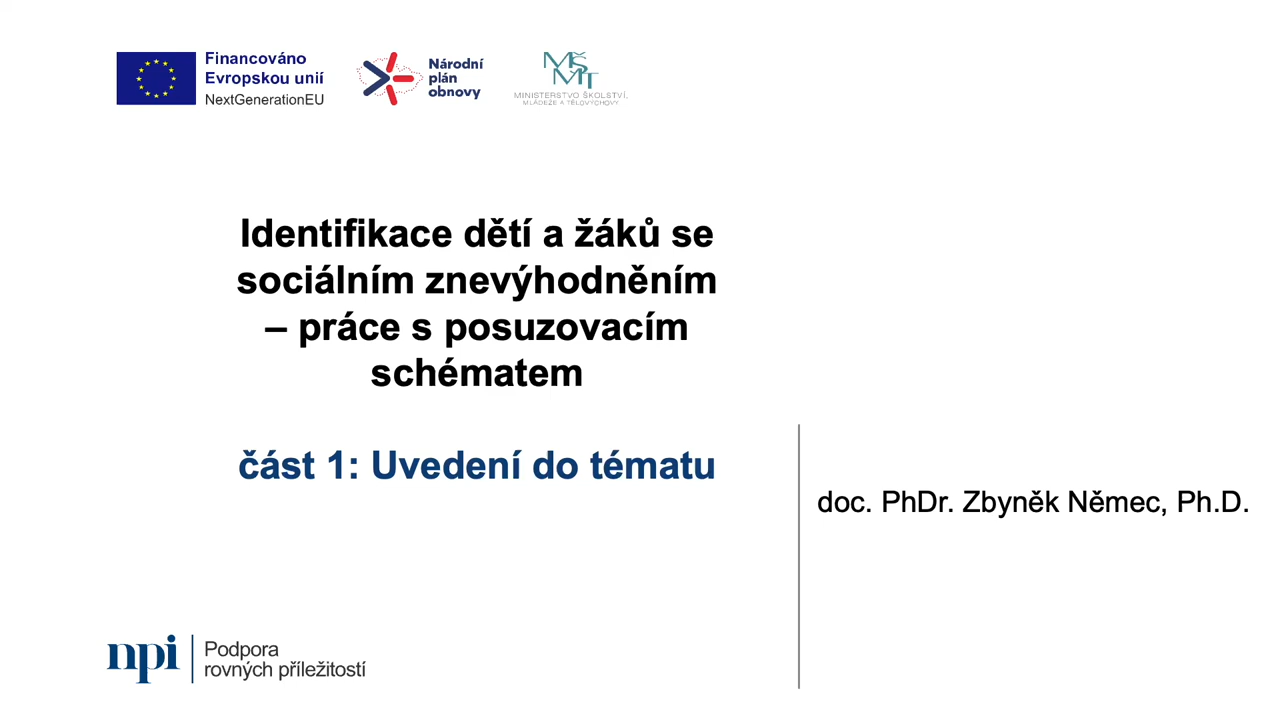 Financováno
Evropskou unií
NextGenerationEU
Národní
plán
obnovy
MŠMT
MINISTERSTVO ŠKOLSTVÍ,
MLÁDEŽE A TĚLOVÝCHOVY
Identifikace dětí a žáků se
sociálním znevýhodněním
– práce s posuzovacím
schématem
část 1: Uvedení do tématu
doc. PhDr. Zbyněk Němec, Ph.D.
npi
Podpora
rovných příležitostí